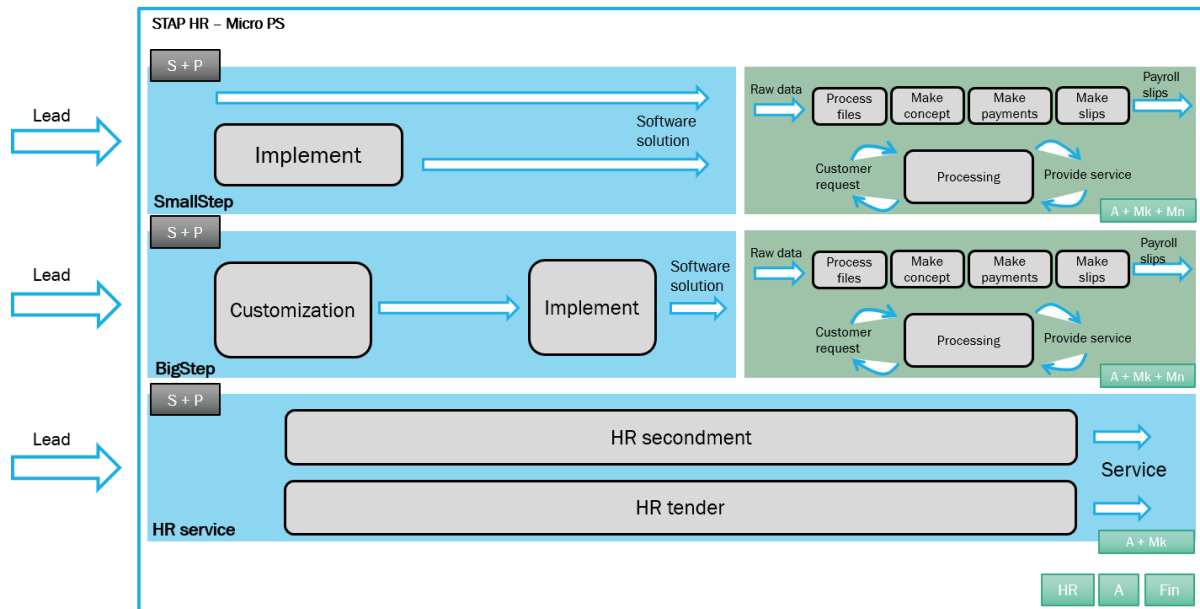 STAP HR – Micro PS
S + P
Lead
Implement
Software
solution
SmallStep
Raw data
Process
files
Make
concept
Make
payments
Make
slips
Payroll
slips
Customer
request
Processing
Provide service
A + Mk + Mn
S + P
Lead
Customization
Implement
Software
solution
BigStep
Raw data
Process
files
Make
concept
Make
payments
Make
slips
Payroll
slips
Customer
request
Processing
Provide service
A + Mk + Mn
S + P
Lead
HR secondment
HR tender
Service
HR service
A + Mk
HR
A
Fin